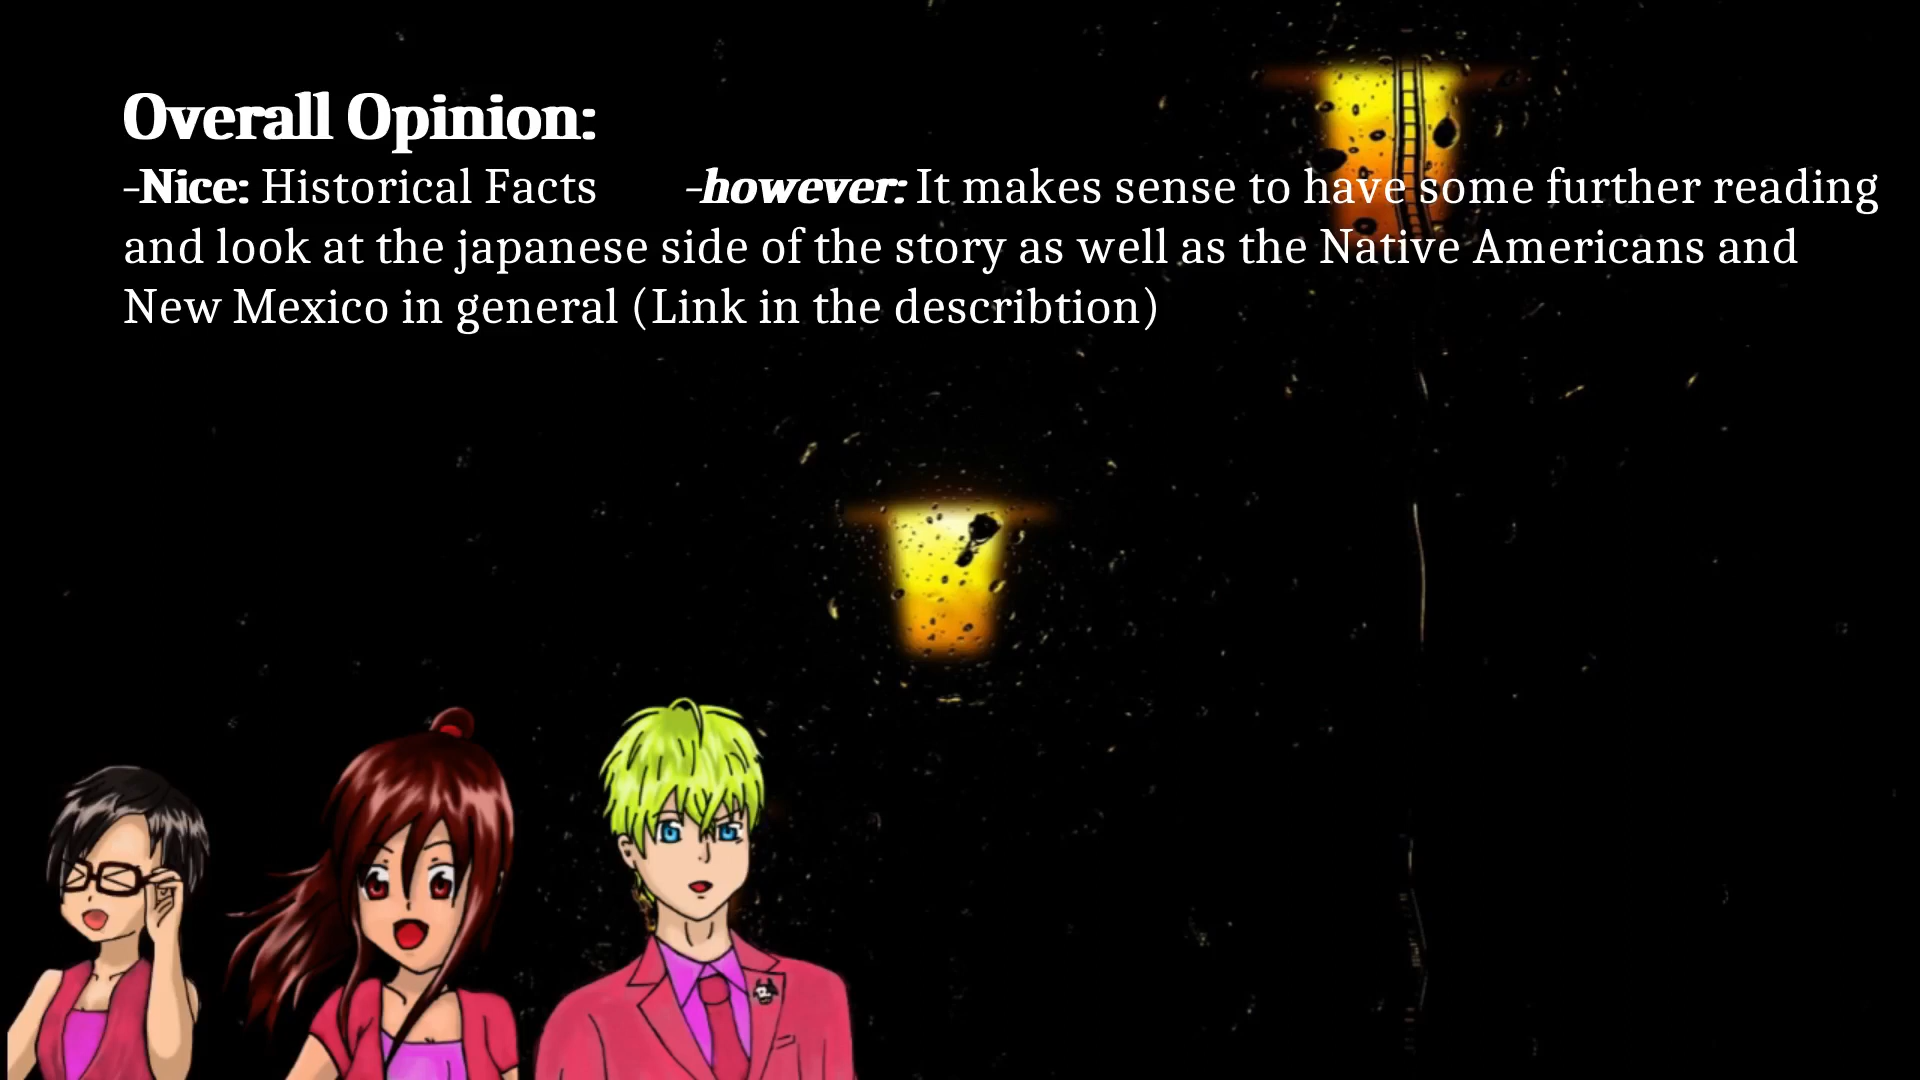 Overall Opinion:
-Nice: Historical Facts -however: It makes sense to have some further reading
and look at the japanese side of the story as well as the Native Americans and
New Mexico in general (Link in the describtion)